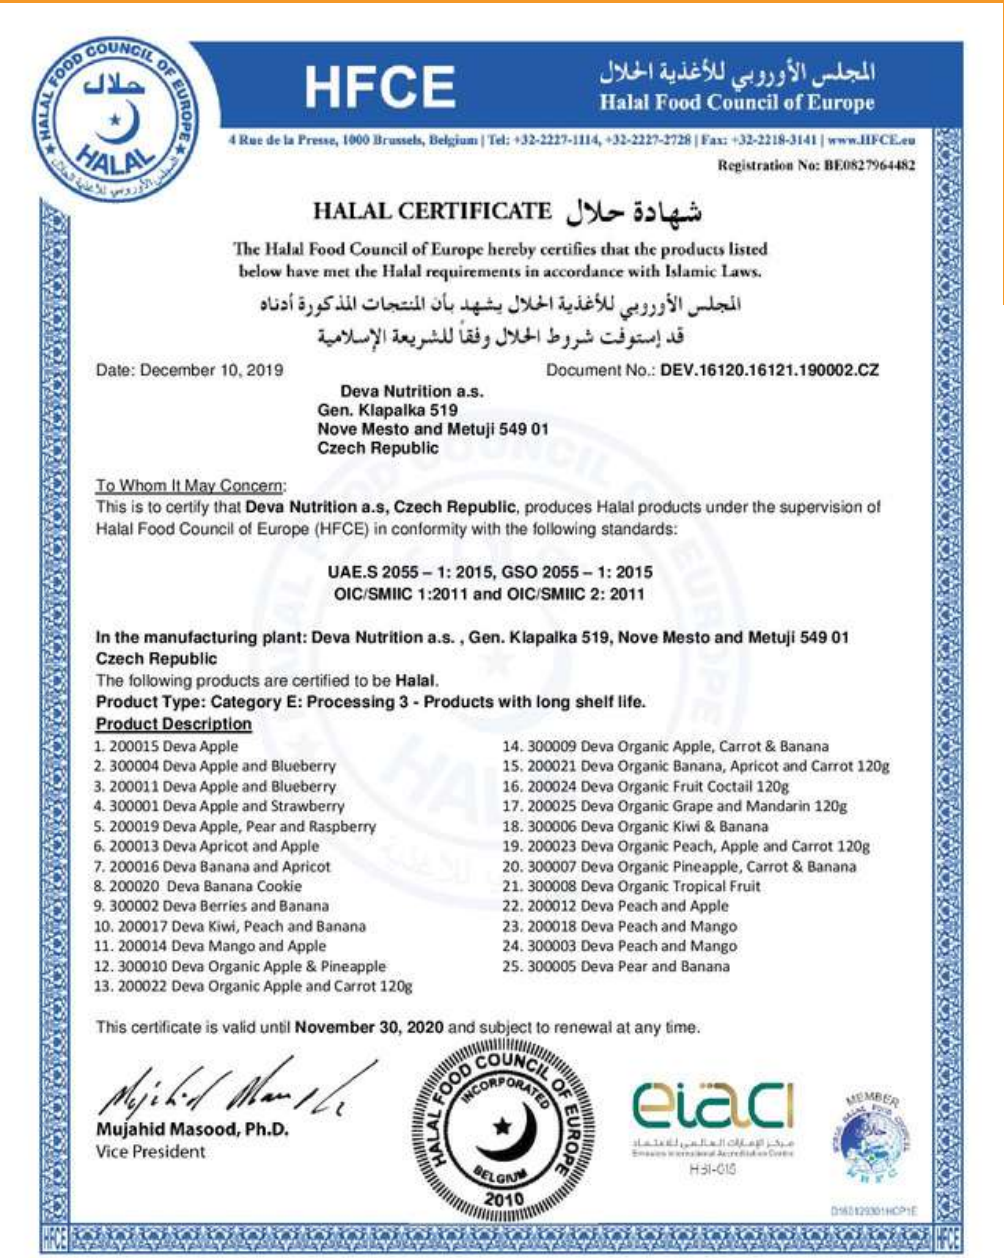 HALAL FOOD COUNCIL OF EUROPE
حلال
HALAL
HFCE
المجلس الأوروبي للأغذية الحلال
Halal Food Council of Europe
4 Rue de la Presse, 1000 Brussels, Belgium | Tel: +32-2227-1114, +32-2227-2728 | Fax: +32-2218-3141 | www.HFCE.eu
Registration No: BE0827964482
HALAL CERTIFICATE شهادة حلال
The Halal Food Council of Europe hereby certifies that the products listed
below have met the Halal requirements in accordance with Islamic Laws.
المجلس الأوروبي للأغذية الحلال يشهد بأن المنتجات المذكورة أدناه
قد إستوفت شروط الحلال وفقاً للشريعة الإسلامية
Date: December 10, 2019 Document No.: DEV.16120.16121.190002.CZ
Deva Nutrition a.s.
Gen. Klapalka 519
Nove Mesto and Metuji 549 01
Czech Republic
To Whom It May Concern:
This is to certify that Deva Nutrition a.s, Czech Republic, produces Halal products under the supervision of
Halal Food Council of Europe (HFCE) in conformity with the following standards:
UAE.S 2055 – 1: 2015, GSO 2055 – 1: 2015
OIC/SMIIC 1:2011 and OIC/SMIIC 2: 2011
In the manufacturing plant: Deva Nutrition a.s. , Gen. Klapalka 519, Nove Mesto and Metuji 549 01
Czech Republic
The following products are certified to be Halal.
Product Type: Category E: Processing 3 - Products with long shelf life.
Product Description
1. 200015 Deva Apple
2. 300004 Deva Apple and Blueberry
3. 200011 Deva Apple and Blueberry
4. 300001 Deva Apple and Strawberry
5. 200019 Deva Apple, Pear and Raspberry
6. 200013 Deva Apricot and Apple
7. 200016 Deva Banana and Apricot
8. 200020 Deva Banana Cookie
9. 300002 Deva Berries and Banana
10. 200017 Deva Kiwi, Peach and Banana
11. 200014 Deva Mango and Apple
12. 300010 Deva Organic Apple & Pineapple
13. 200022 Deva Organic Apple and Carrot 120g
14. 300009 Deva Organic Apple, Carrot & Banana
15. 200021 Deva Organic Banana, Apricot and Carrot 120g
16. 200024 Deva Organic Fruit Coctail 120g
17. 200025 Deva Organic Grape and Mandarin 120g
18. 300006 Deva Organic Kiwi & Banana
19. 200023 Deva Organic Peach, Apple and Carrot 120g
20. 300007 Deva Organic Pineapple, Carrot & Banana
21. 300008 Deva Organic Tropical Fruit
22. 200012 Deva Peach and Apple
23. 200018 Deva Peach and Mango
24. 300003 Deva Peach and Mango
25. 300005 Deva Pear and Banana
This certificate is valid until November 30, 2020 and subject to renewal at any time.
Mujahid Masood, Ph.D.
Vice President
HALAL FOOD COUNCIL OF EUROPE
INCORPORATED
BELGIUM
2010
eiac
مركز الإمارات العالمي للاعتماد
Emirates International Accreditation Centre
MEMBER
WHFC
HFCE
HFCE